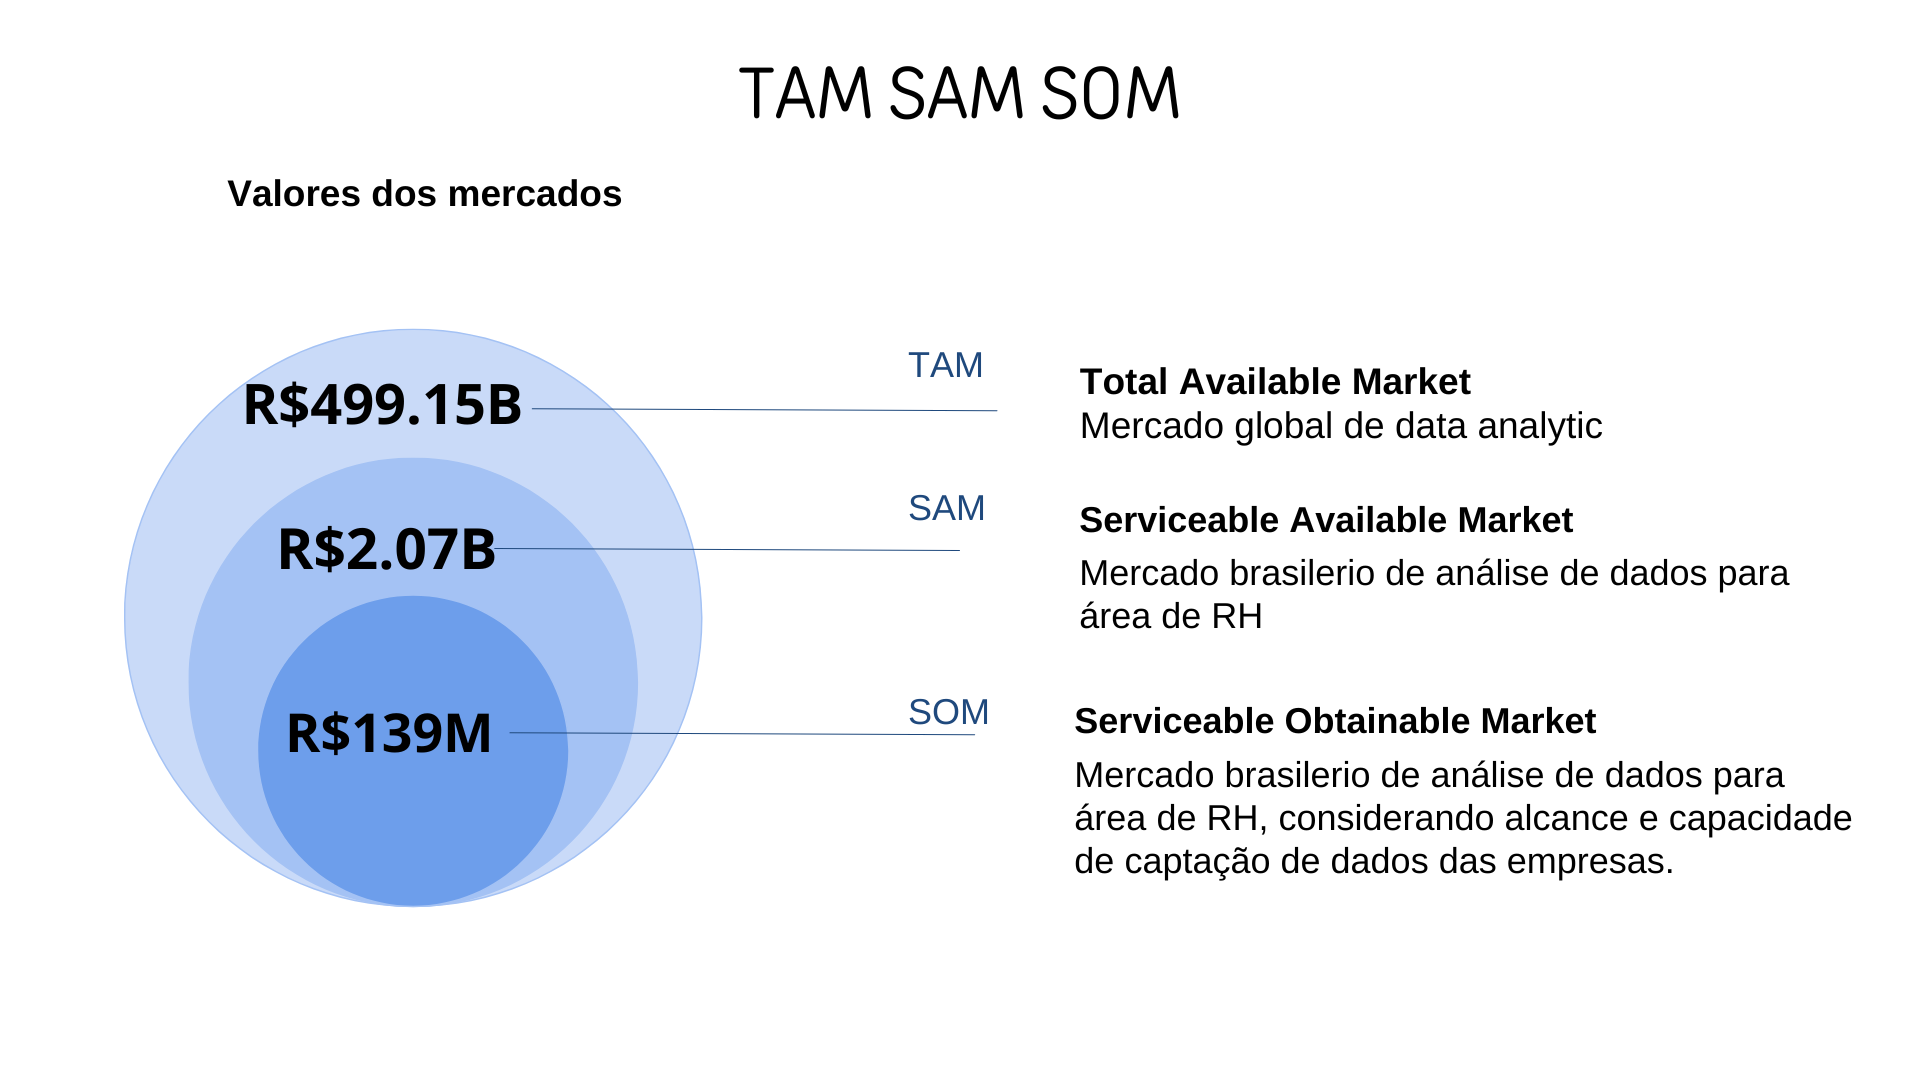 TAM SAM SOM
Valores dos mercados
R$499.15B
TAM
Total Available Market
Mercado global de data analytic
R$2.07B
SAM
Serviceable Available Market
Mercado brasilerio de análise de dados para
área de RH
R$139M
SOM
Serviceable Obtainable Market
Mercado brasilerio de análise de dados para
área de RH, considerando alcance e capacidade
de captação de dados das empresas.